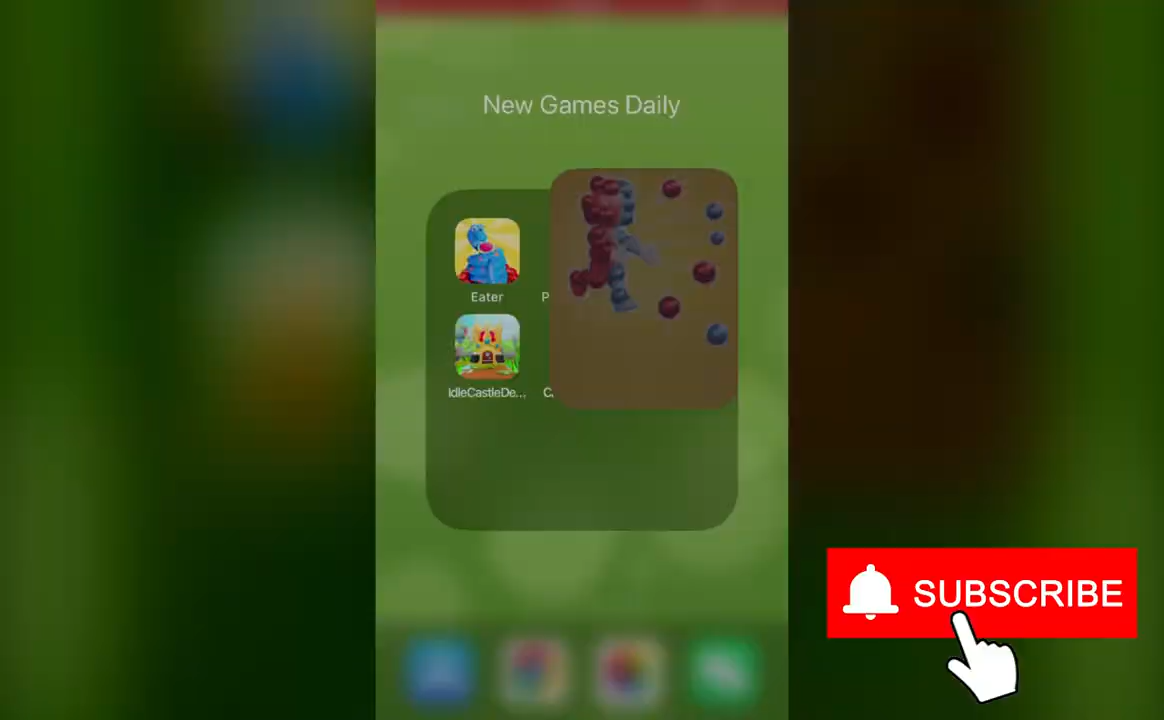 New Games Daily
Eater
P
IdleCastleDe...
C
SUBSCRIBE